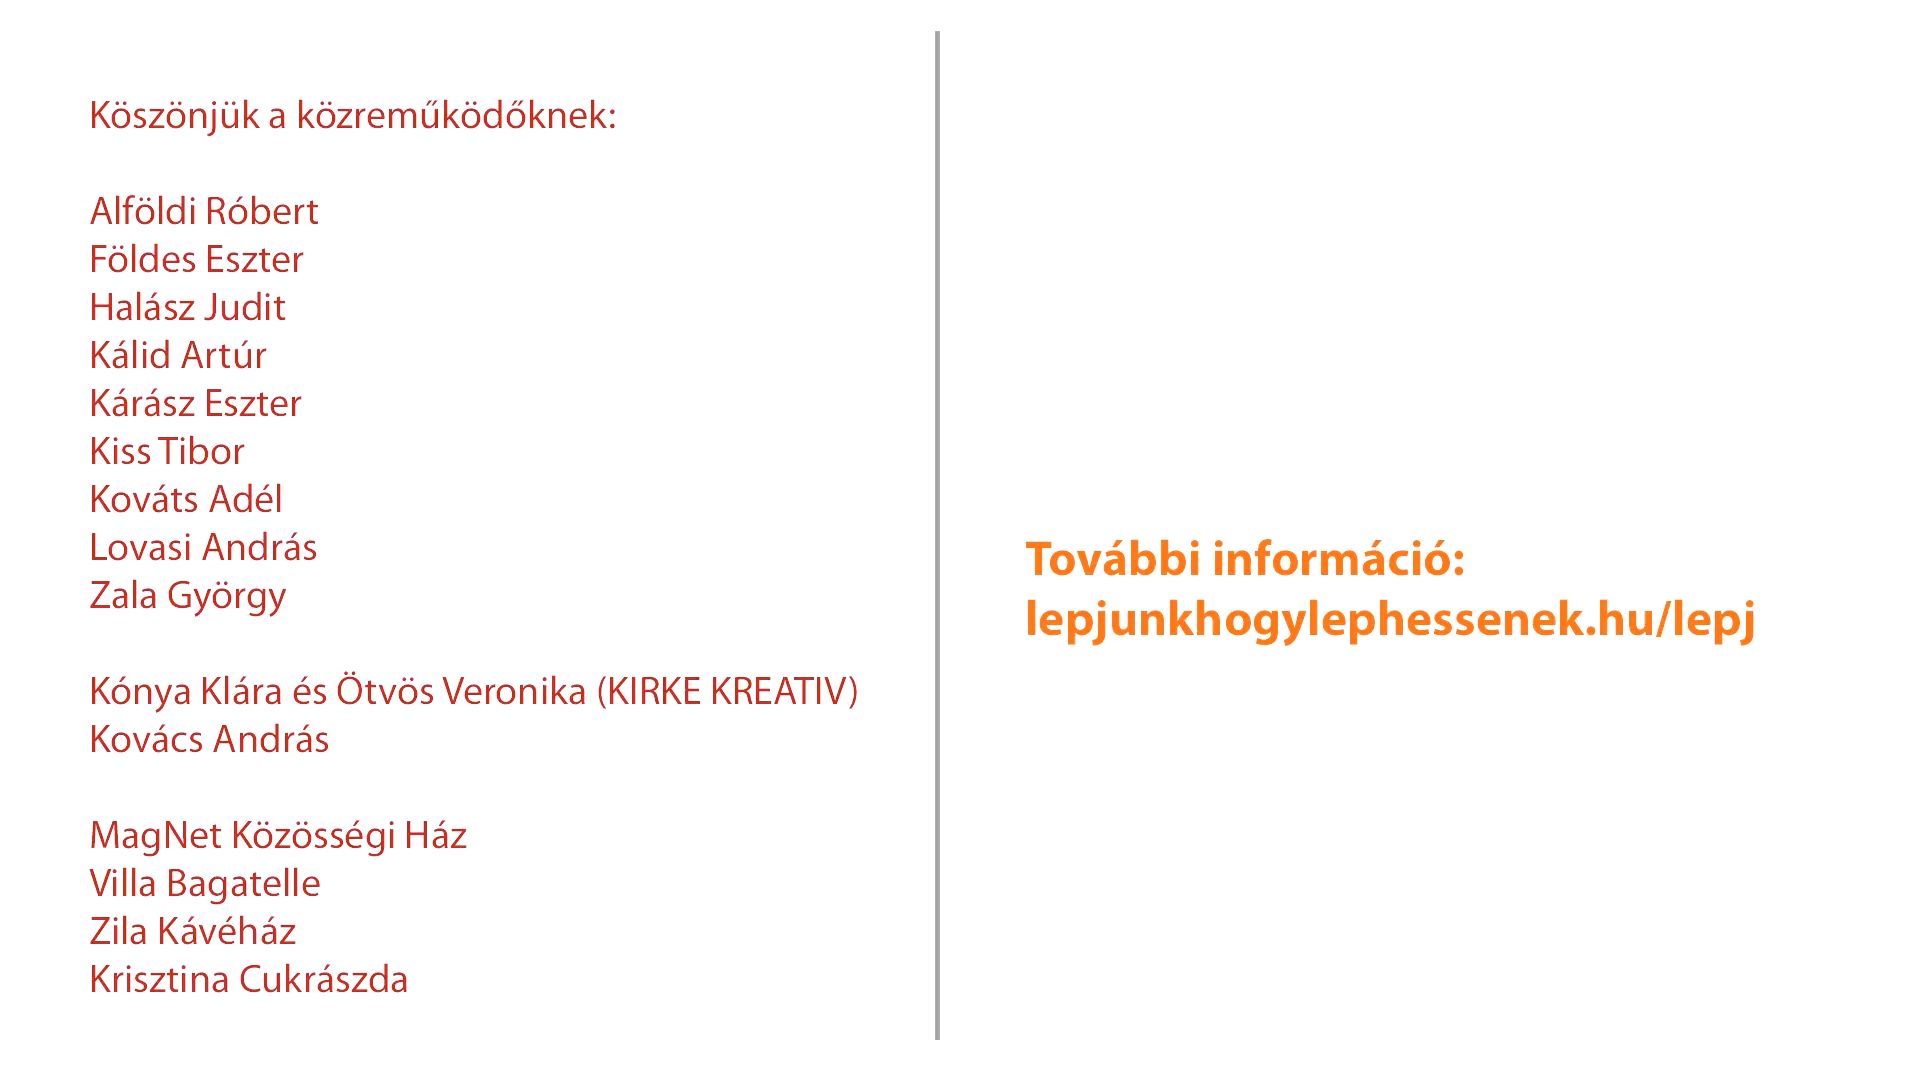 Köszönjük a közreműködőknek:
Alföldi Róbert
Földes Eszter
Halász Judit
Kálid Artúr
Kárász Eszter
Kiss Tibor
Kováts Adél
Lovasi András
Zala György
Kónya Klára és Ötvös Veronika (KIRKE KREATIV)
Kovács András
MagNet Közösségi Ház
Villa Bagatelle
Zila Kávéház
Krisztina Cukrászda
További információ:
lepjunkhogylephessenek.hu/lepj